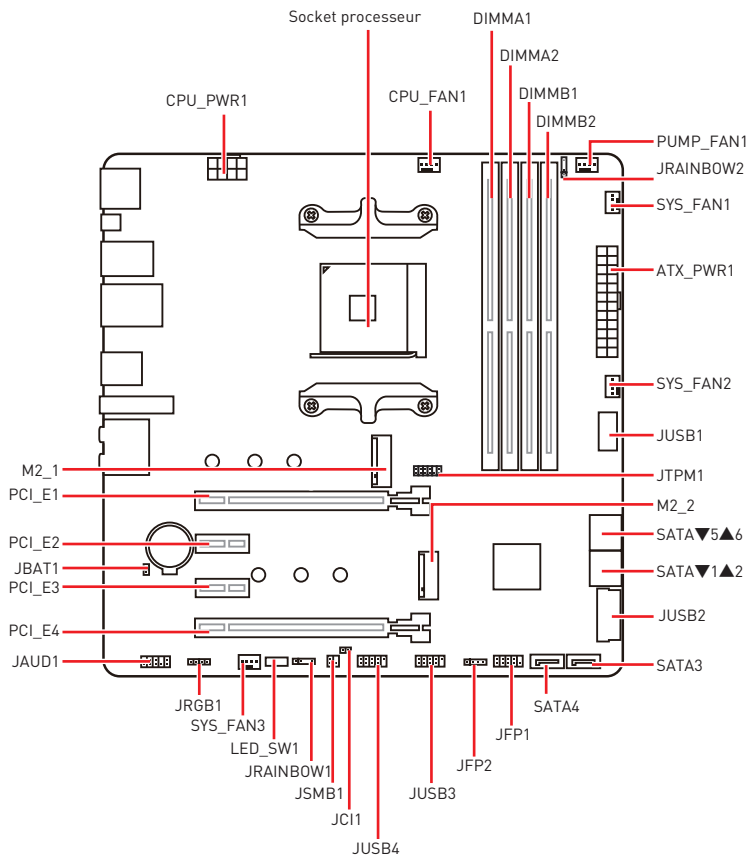 Socket processeur
DIMMA1
DIMMA2
CPU_PWR1
CPU_FAN1
DIMMB1
DIMMB2
PUMP_FAN1
JRAINBOW2
SYS_FAN1
ATX_PWR1
SYS_FAN2
JUSB1
M2_1
JTPM1
PCI_E1
M2_2
PCI_E2
SATA▼5▲6
JBAT1
SATA▼1▲2
PCI_E3
JUSB2
PCI_E4
JAUD1
SATA3
JRGB1
SATA4
SYS_FAN3
JFP1
LED_SW1
JFP2
JRAINBOW1
JUSB3
JSMB1
JCI1
JUSB4